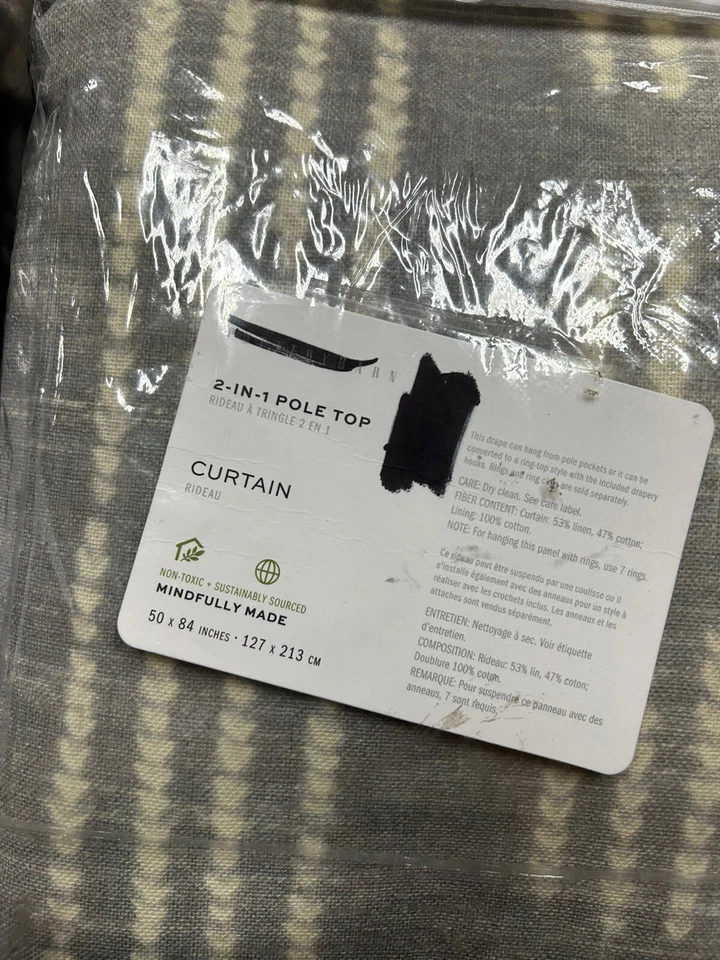 2-IN-1 POLE TOP
RIDEAU À TRINGLE 2 EN 1
CURTAIN
RIDEAU
NON-TOXIC + SUSTAINABLY SOURCED
MINDFULLY MADE
50 x 84 INCHES · 127 x 213 CM
This drape can hang from pole pockets or it can be
converted to a ring-top style with the included drapery
hooks. Rings and ring clips are sold separately.
CARE: Dry clean. See care label.
FIBER CONTENT: Curtain: 53% linen, 47% cotton;
Lining: 100% cotton.
NOTE: For hanging this panel with rings, use 7 rings.
Ce rideau peut être suspendu par une coulisse ou il
s'installe également avec des anneaux pour un style à
réaliser avec les crochets inclus. Les anneaux et les
attaches sont vendus séparément.
ENTRETIEN: Nettoyage à sec. Voir étiquette
d'entretien.
COMPOSITION: Rideau: 53% lin, 47% coton;
Doublure 100% coton.
REMARQUE: Pour suspendre ce panneau avec des
anneaux, 7 sont requis.